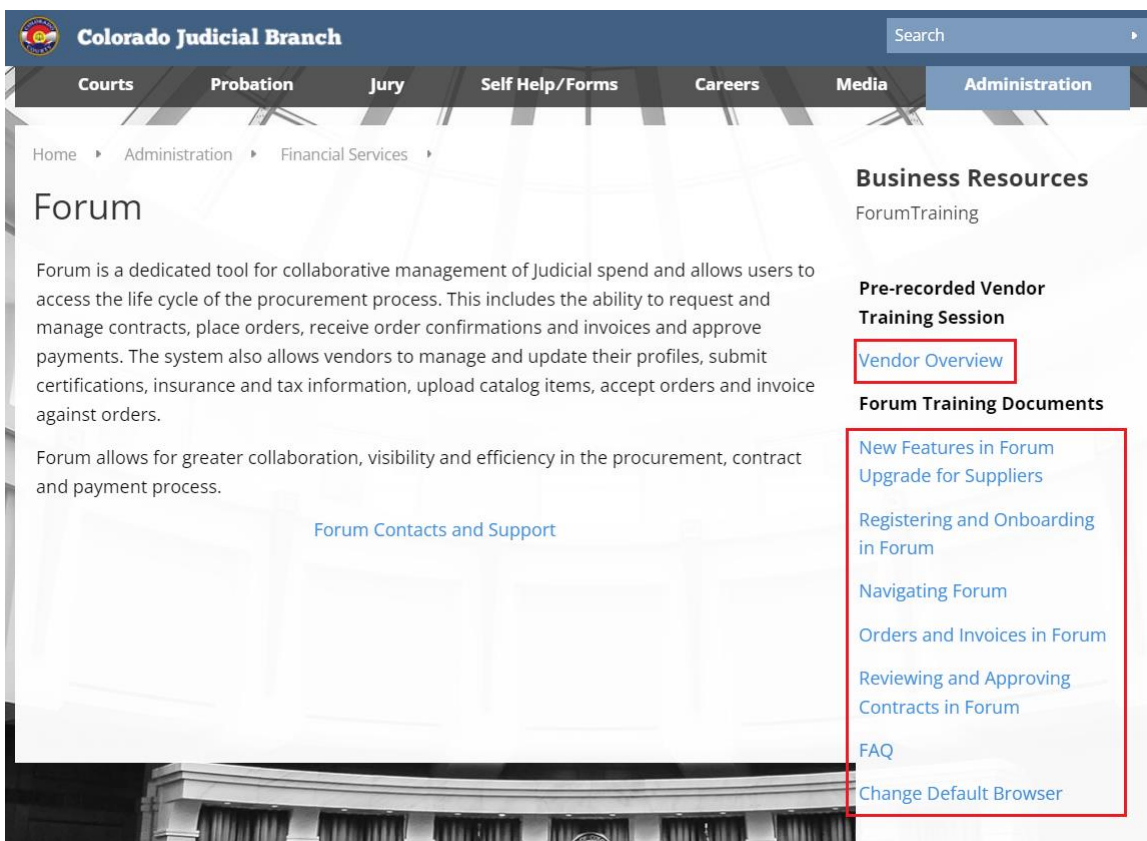 Colorado Judicial Branch
Search
Courts Probation Jury Self Help/Forms Careers Media Administration
Home Administration Financial Services
Forum
Forum is a dedicated tool for collaborative management of Judicial spend and allows users to
access the life cycle of the procurement process. This includes the ability to request and
manage contracts, place orders, receive order confirmations and invoices and approve
payments. The system also allows vendors to manage and update their profiles, submit
certifications, insurance and tax information, upload catalog items, accept orders and invoice
against orders.
Forum allows for greater collaboration, visibility and efficiency in the procurement, contract
and payment process.
Forum Contacts and Support
Business Resources
ForumTraining
Pre-recorded Vendor
Training Session
Vendor Overview
Forum Training Documents
New Features in Forum
Upgrade for Suppliers
Registering and Onboarding
in Forum
Navigating Forum
Orders and Invoices in Forum
Reviewing and Approving
Contracts in Forum
FAQ
Change Default Browser